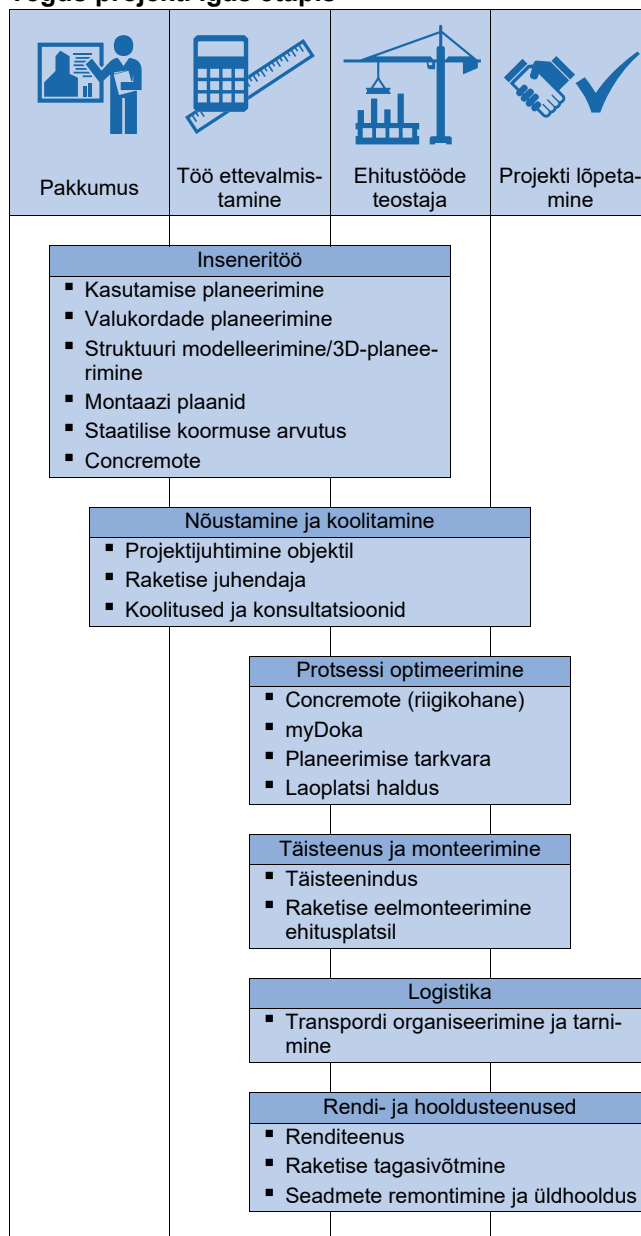 Pakkumus
Töö ettevalmis-
tamine
Ehitustööde
teostaja
Projekti lõpeta-
mine
Inseneritöö
▪ Kasutamise planeerimine
▪ Valukordade planeerimine
▪ Struktuuri modelleerimine/3D-planee-
rimine
▪ Montaazi plaanid
▪ Staatilise koormuse arvutus
▪ Concremote
Nõustamine ja koolitamine
▪ Projektijuhtimine objektil
▪ Raketise juhendaja
▪ Koolitused ja konsultatsioonid
Protsessi optimeerimine
▪ Concremote (riigikohane)
▪ myDoka
▪ Planeerimise tarkvara
▪ Laoplatsi haldus
Täisteenus ja monteerimine
▪ Täisteenindus
▪ Raketise eelmonteerimine
ehitusplatsil
Logistika
▪ Transpordi organiseerimine ja tarni-
mine
Rendi- ja hooldusteenused
▪ Renditeenus
▪ Raketise tagasivõtmine
▪ Seadmete remontimine ja üldhooldus